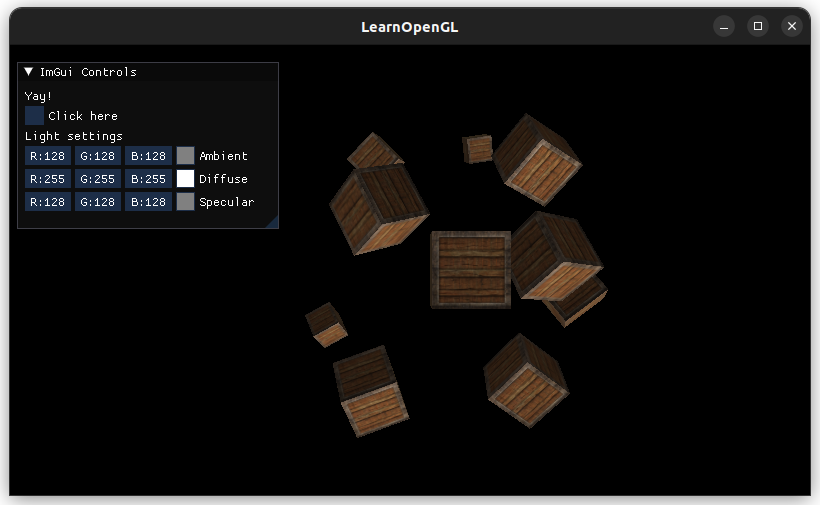 LearnOpenGL
ImGui Controls
Yay!
Click here
Light settings
R:128 G:128 B:128 Ambient
R:255 G:255 B:255 Diffuse
R:128 G:128 B:128 Specular